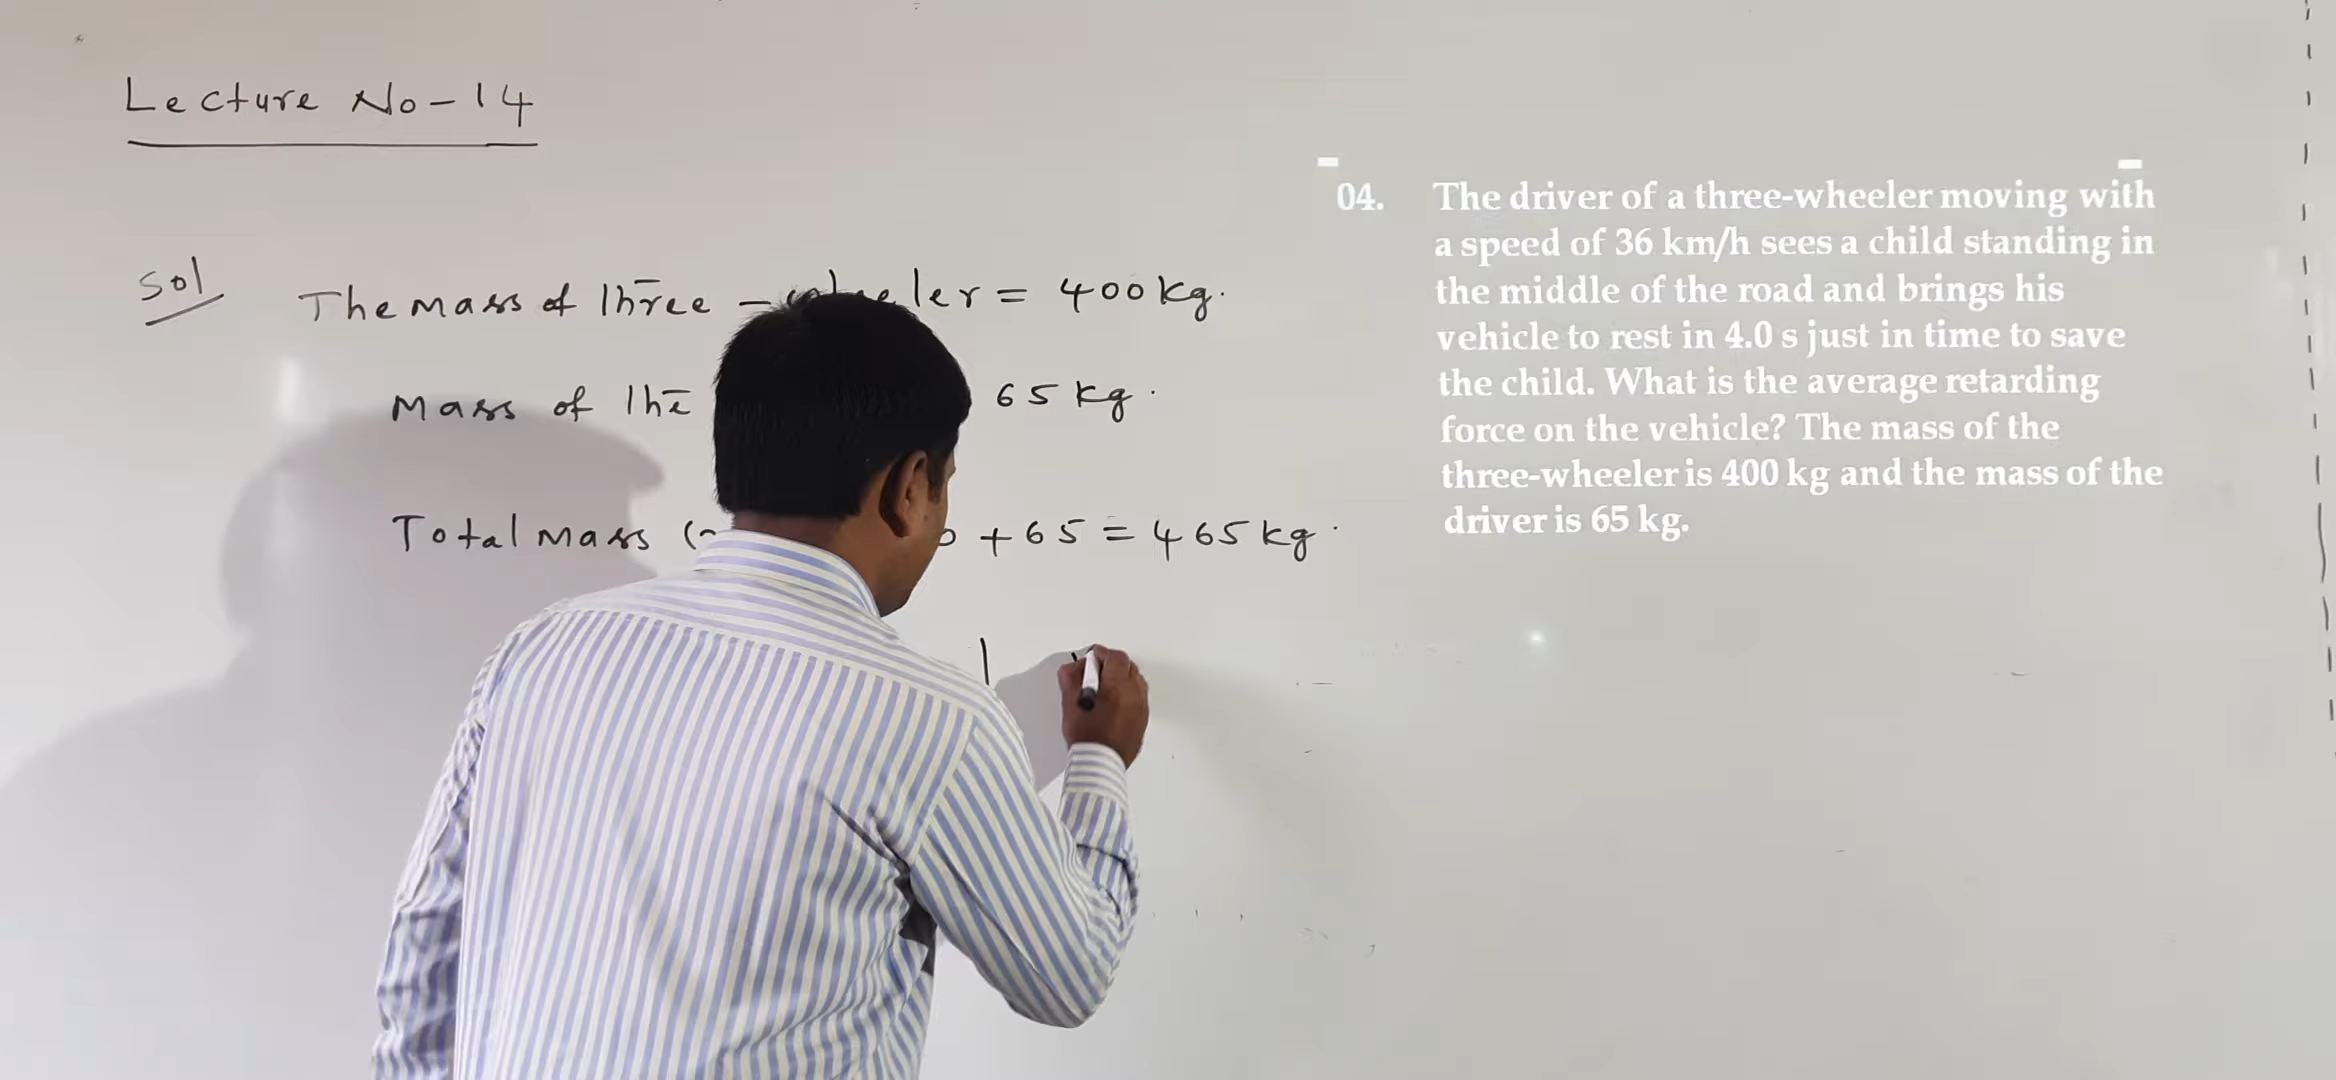 Lecture No-14
Sol The mass of three - wheeler = 400kg.
Mass of the 65 kg.
Total mass + 65 = 465 kg.
04. The driver of a three-wheeler moving with
a speed of 36 km/h sees a child standing in
the middle of the road and brings his
vehicle to rest in 4.0 s just in time to save
the child. What is the average retarding
force on the vehicle? The mass of the
three-wheeler is 400 kg and the mass of the
driver is 65 kg.